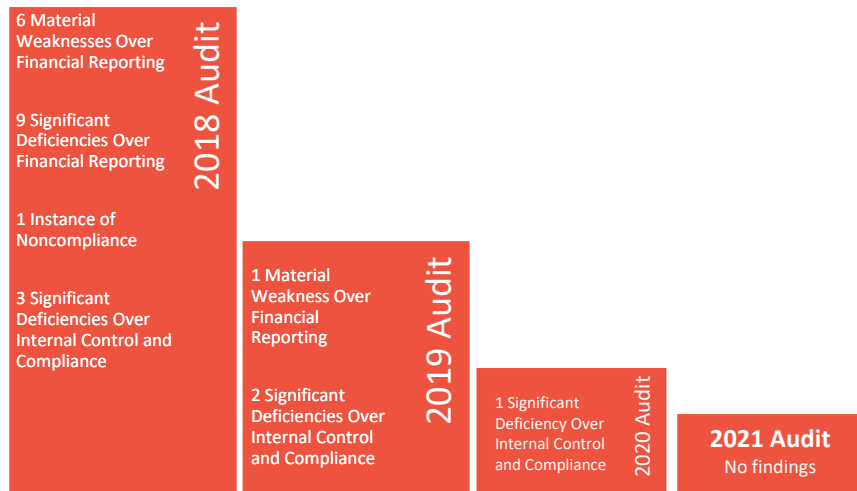 6 Material
Weaknesses Over
Financial Reporting
9 Significant
Deficiencies Over
Financial Reporting
1 Instance of
Noncompliance
3 Significant
Deficiencies Over
Internal Control and
Compliance
2018 Audit
1 Material
Weakness Over
Financial
Reporting
2 Significant
Deficiencies Over
Internal Control
and Compliance
2019 Audit
1 Significant
Deficiency Over
Internal Control
and Compliance
2020 Audit
2021 Audit
No findings